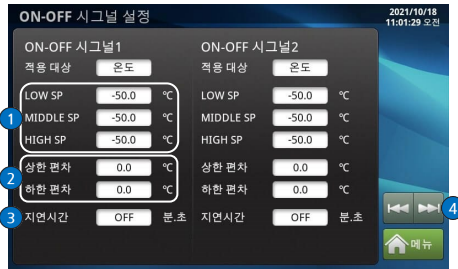 ON-OFF 시그널 설정
2021/10/18
11:01:29 오전
ON-OFF 시그널1
ON-OFF 시그널2
적용 대상 온도
적용 대상 온도
1
LOW SP -50.0 ℃
LOW SP -50.0 ℃
MIDDLE SP -50.0 ℃
MIDDLE SP -50.0 ℃
HIGH SP -50.0 ℃
HIGH SP -50.0 ℃
2
상한 편차 0.0 ℃
상한 편차 0.0 ℃
하한 편차 0.0 ℃
하한 편차 0.0 ℃
3
지연시간 OFF 분.초
지연시간 OFF 분.초
4
메뉴